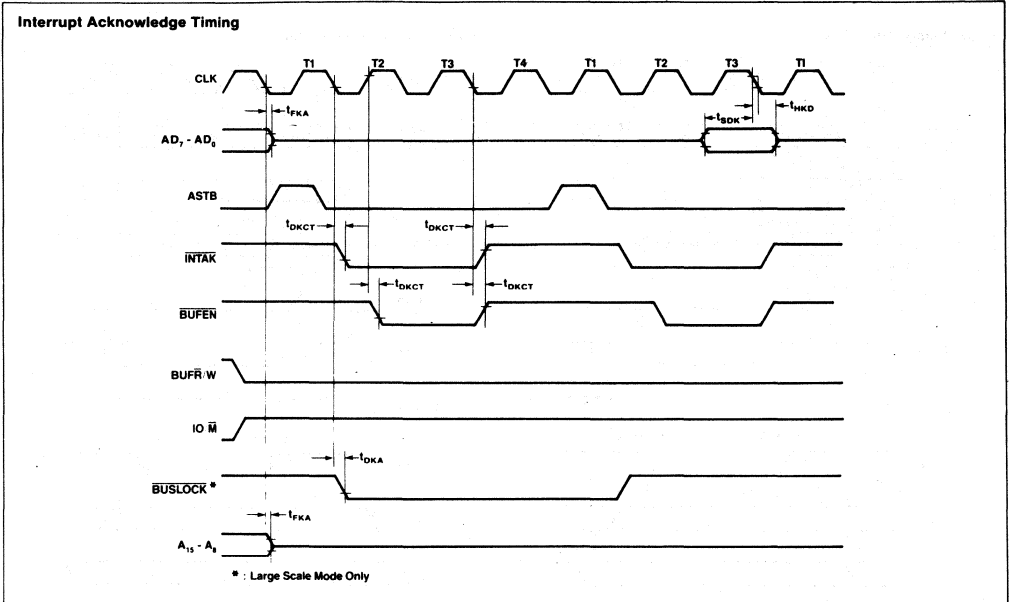 Interrupt Acknowledge Timing
T1 T2 T3 T4 T1 T2 T3 TI
CLK
tFKA
tSDK
tHKD
AD7 - AD0
ASTB
tDKCT tDKCT
INTAK
tDKCT tDKCT
BUFEN
BUFR/W
IO M
tDKA
BUSLOCK *
tFKA
A15 - A8
* : Large Scale Mode Only